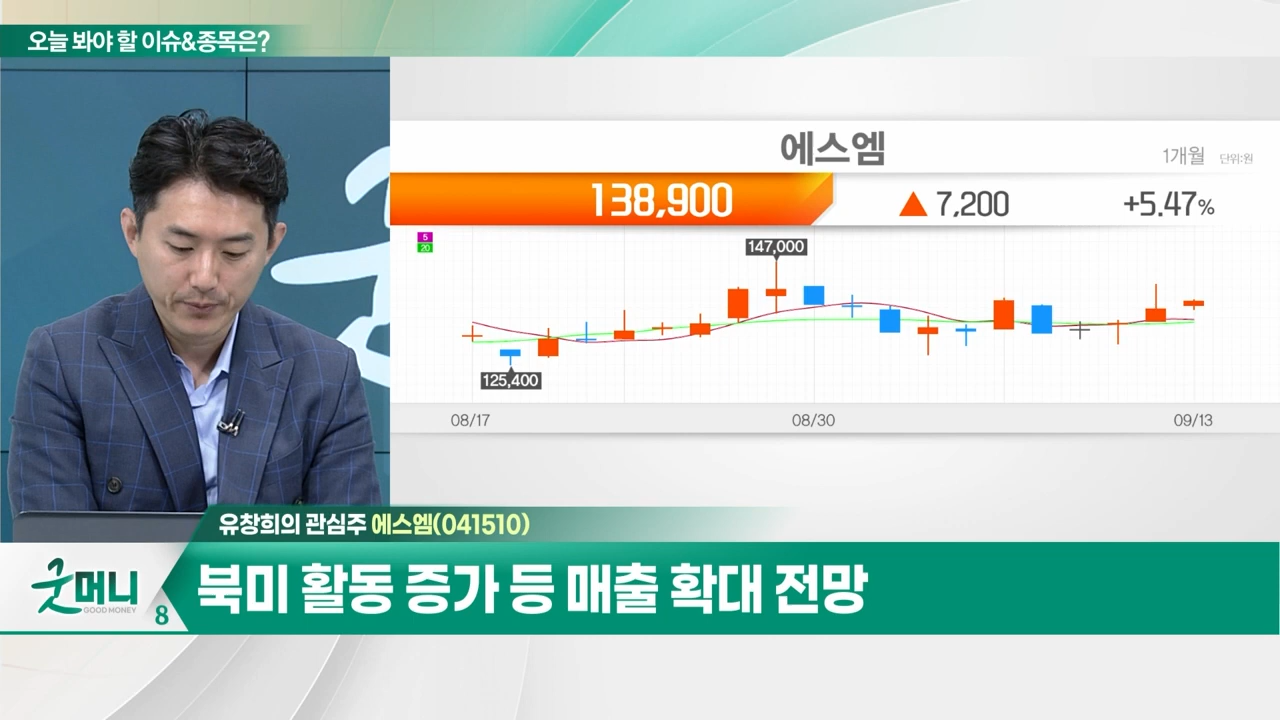 오늘 봐야 할 이슈&종목은?
에스엠
1개월 단위:원
138,900 ▲ 7,200 +5.47%
5
20
147,000
125,400
08/17 08/30 09/13
유창희의 관심주 에스엠(041510)
굿머니
GOOD MONEY
8
북미 활동 증가 등 매출 확대 전망